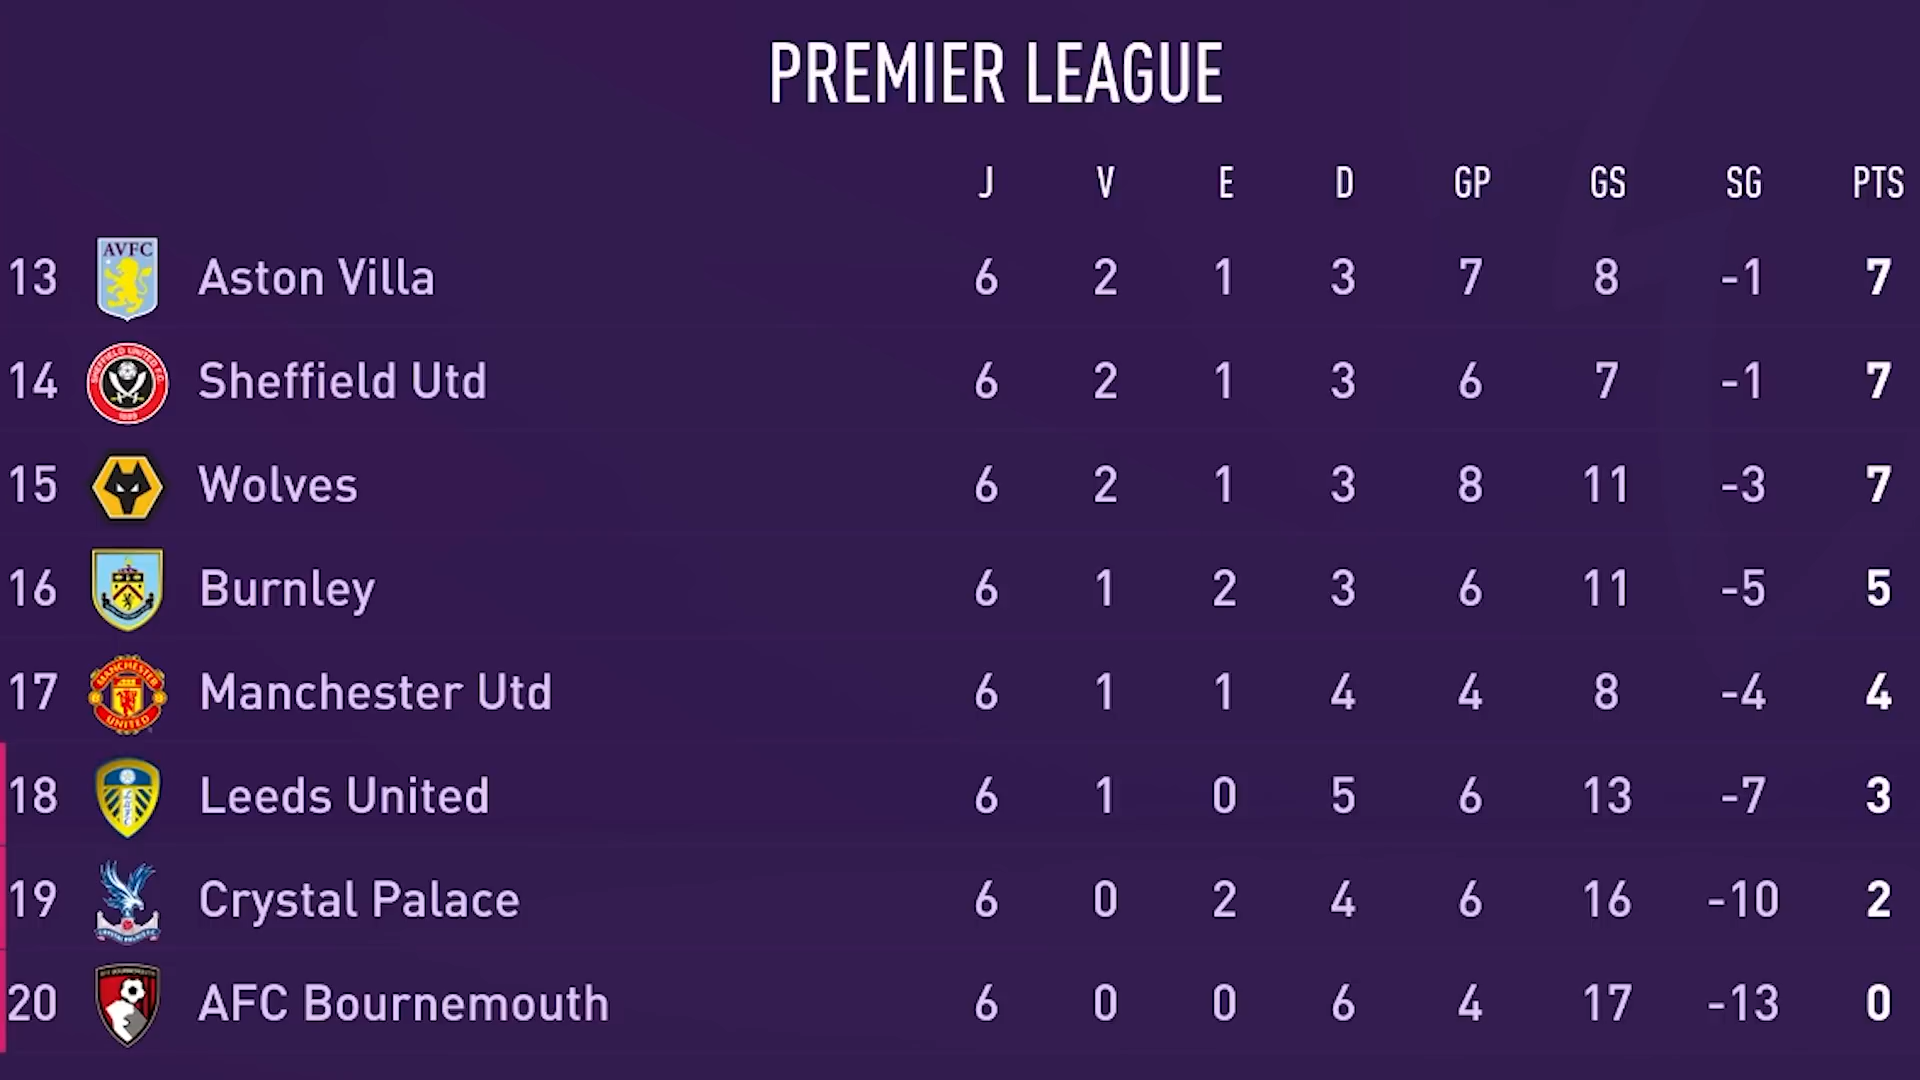 PREMIER LEAGUE
J V E D GP GS SG PTS
13 AVFC Aston Villa 6 2 1 3 7 8 -1 7
14 Sheffield Utd 6 2 1 3 6 7 -1 7
15 Wolves 6 2 1 3 8 11 -3 7
16 Burnley 6 1 2 3 6 11 -5 5
17 MANCHESTER UNITED Manchester Utd 6 1 1 4 4 8 -4 4
18 Leeds United 6 1 0 5 6 13 -7 3
19 Crystal Palace 6 0 2 4 6 16 -10 2
20 AFC Bournemouth 6 0 0 6 4 17 -13 0